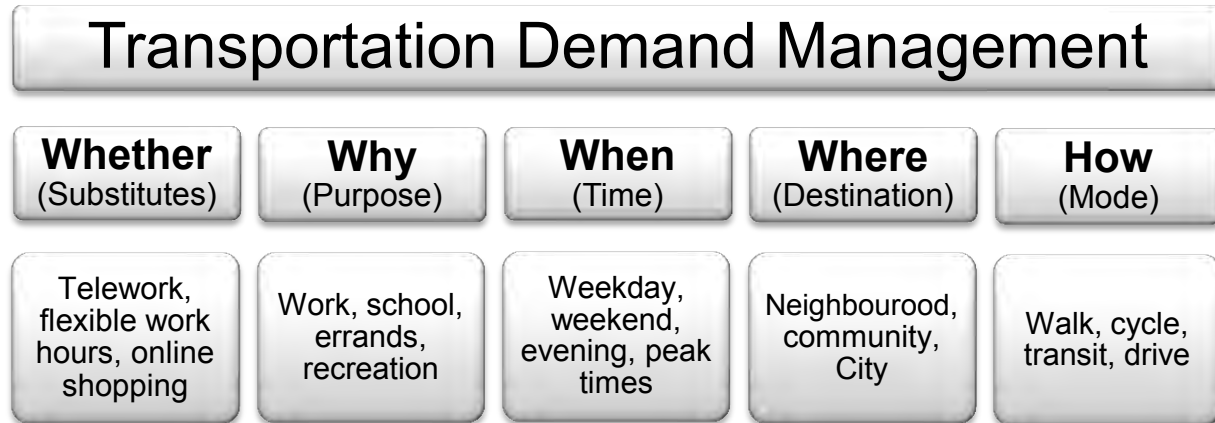 Transportation Demand Management
Whether
(Substitutes)
Why
(Purpose)
When
(Time)
Where
(Destination)
How
(Mode)
Telework,
flexible work
hours, online
shopping
Work, school,
errands,
recreation
Weekday,
weekend,
evening, peak
times
Neighbourood,
community,
City
Walk, cycle,
transit, drive